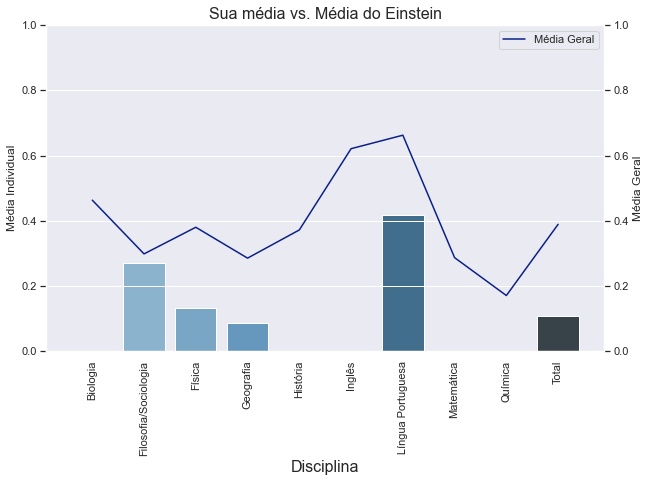 Sua média vs. Média do Einstein
1.0
0.8
0.6
0.4
0.2
0.0
Média Individual
Média Geral
1.0
0.8
0.6
0.4
0.2
0.0
Média Geral
Biologia
Filosofia/Sociologia
Física
Geografia
História
Inglês
Língua Portuguesa
Matemática
Química
Total
Disciplina